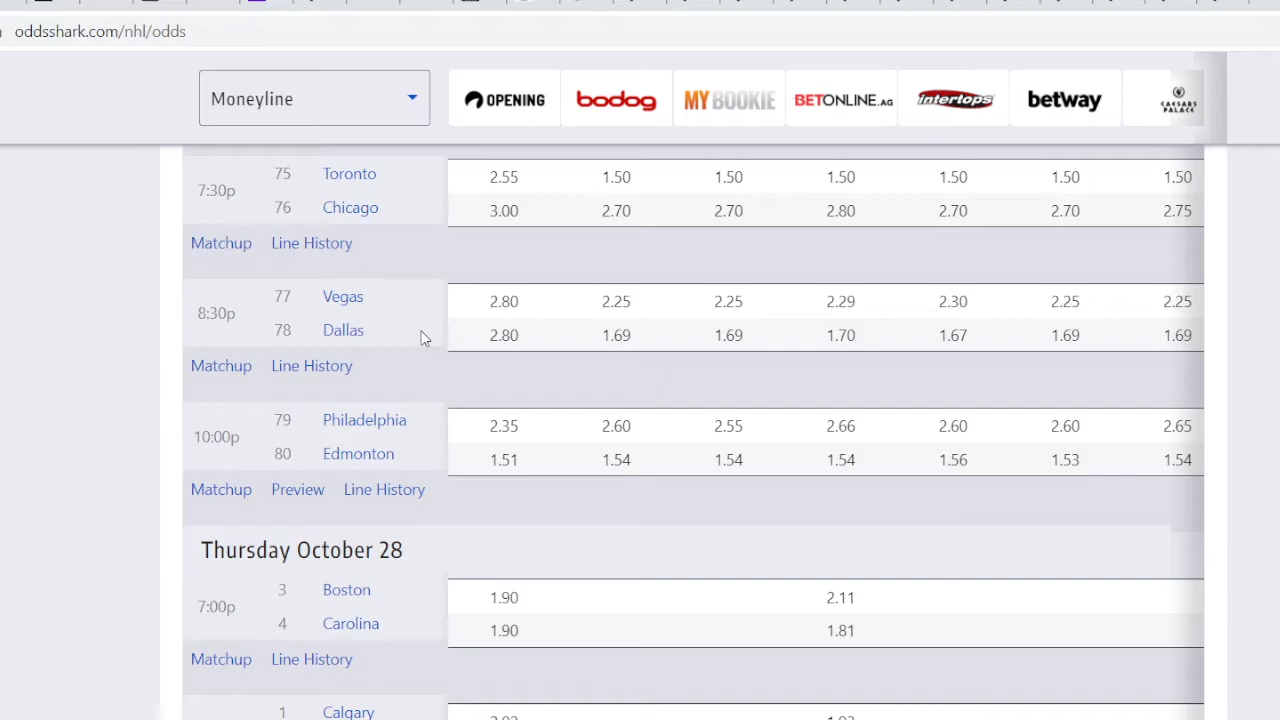 oddsshark.com/nhl/odds
Moneyline OPENING bodog MYBOOKIE BETONLINE.AG Intertops betway CAESARS PALACE
7:30p 75 Toronto 2.55 1.50 1.50 1.50 1.50 1.50 1.50
76 Chicago 3.00 2.70 2.70 2.80 2.70 2.70 2.75
Matchup Line History
8:30p 77 Vegas 2.80 2.25 2.25 2.29 2.30 2.25 2.25
78 Dallas 2.80 1.69 1.69 1.70 1.67 1.69 1.69
Matchup Line History
10:00p 79 Philadelphia 2.35 2.60 2.55 2.66 2.60 2.60 2.65
80 Edmonton 1.51 1.54 1.54 1.54 1.56 1.53 1.54
Matchup Preview Line History
Thursday October 28
7:00p 3 Boston 1.90 2.11
4 Carolina 1.90 1.81
Matchup Line History
1 Calgary